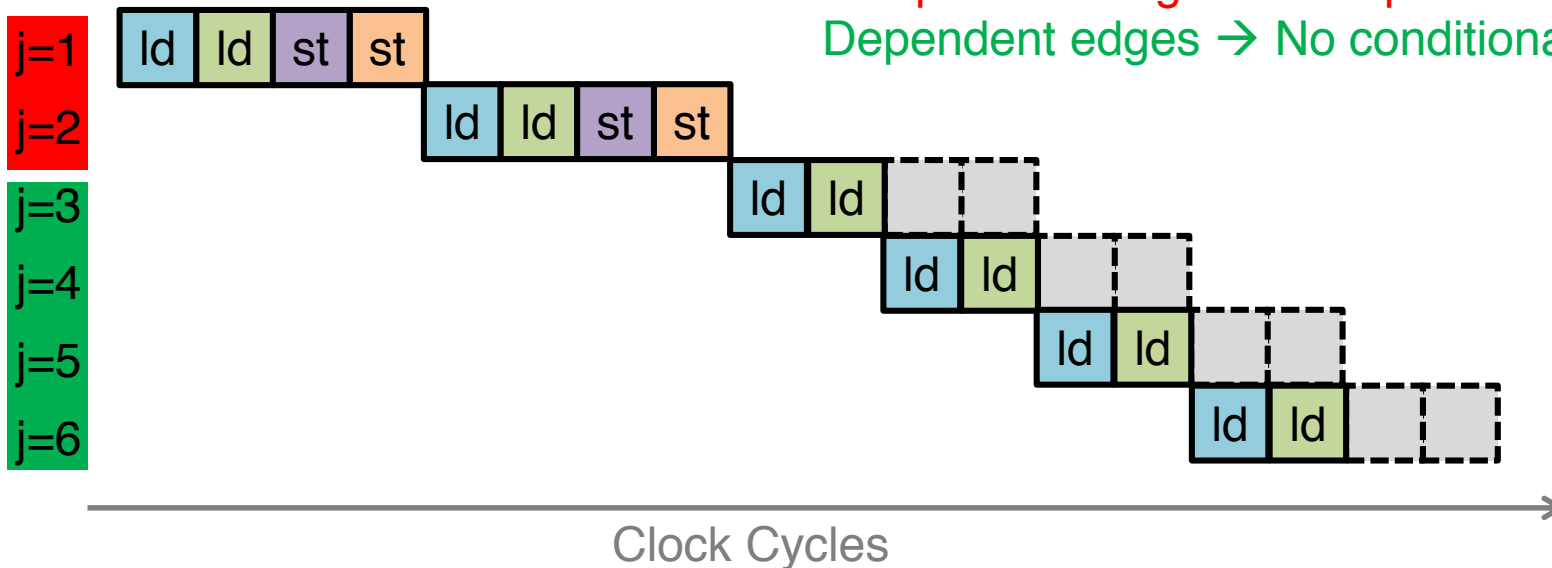 Dependent edges → No
j=1 ld ld st st
j=2 ld ld st st
j=3 ld ld
j=4 ld ld
j=5 ld ld
j=6 ld ld
Clock Cycles